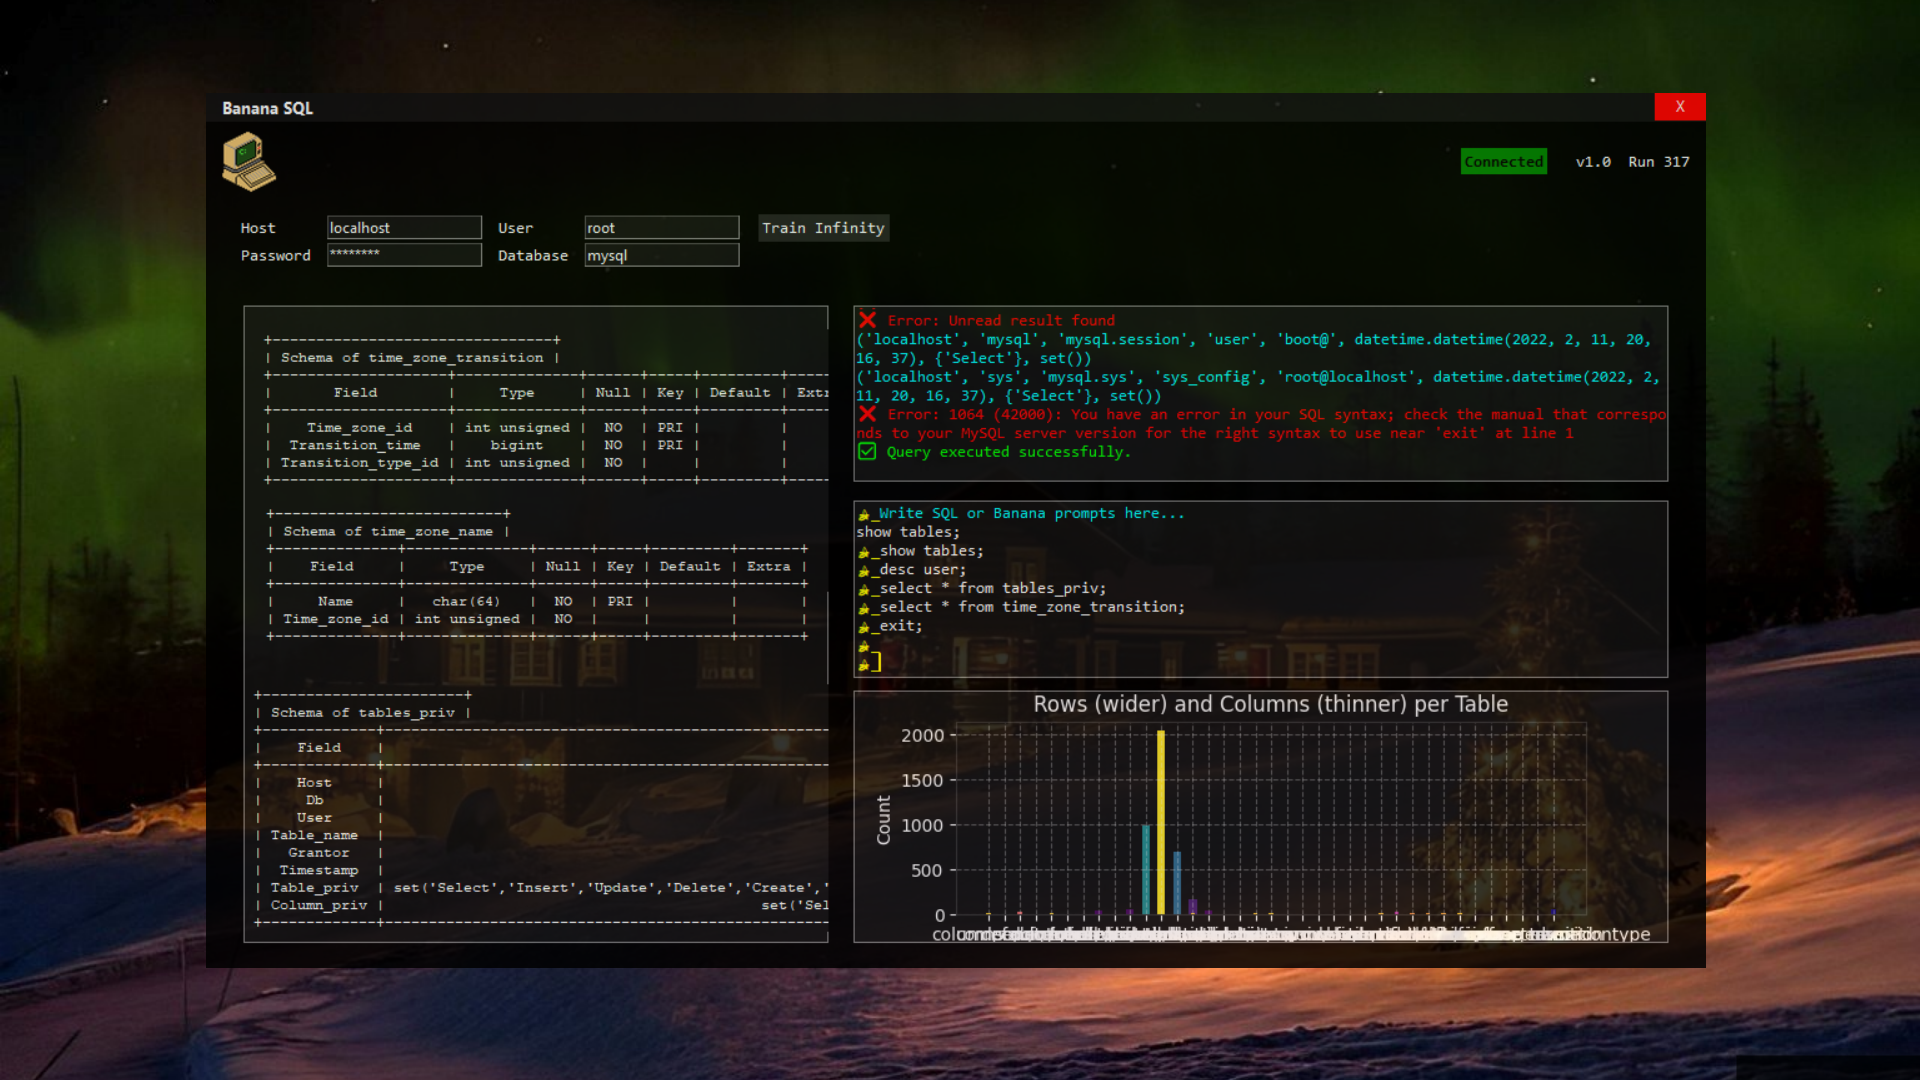 Banana SQL
X
Connected v1.0 Run 317
Host localhost User root Train Infinity
Password ******** Database mysql
+---------------------------------+
| Schema of time_zone_transition |
+---------------------+---------------+------+-----+---------+-----
| Field | Type | Null | Key | Default | Extr
+---------------------+---------------+------+-----+---------+-----
| Time_zone_id | int unsigned | NO | PRI | |
| Transition_time | bigint | NO | PRI | |
| Transition_type_id | int unsigned | NO | | |
+---------------------+---------------+------+-----+---------+-----
+--------------------------+
| Schema of time_zone_name |
+---------------+--------------+------+-----+---------+-------+
| Field | Type | Null | Key | Default | Extra |
+---------------+--------------+------+-----+---------+-------+
| Name | char(64) | NO | PRI | | |
| Time_zone_id | int unsigned | NO | | | |
+---------------+--------------+------+-----+---------+-------+
+------------------------+
| Schema of tables_priv |
+-------------+---------------------------------------------------
| Field |
+-------------+---------------------------------------------------
| Host |
| Db |
| User |
| Table_name |
| Grantor |
| Timestamp |
| Table_priv | set('Select','Insert','Update','Delete','Create','
| Column_priv | set('Sel
+-------------+---------------------------------------------------
❌ Error: Unread result found
('localhost', 'mysql', 'mysql.session', 'user', 'boot@', datetime.datetime(2022, 2, 11, 20,
16, 37), {'Select'}, set())
('localhost', 'sys', 'mysql.sys', 'sys_config', 'root@localhost', datetime.datetime(2022, 2,
11, 20, 16, 37), {'Select'}, set())
❌ Error: 1064 (42000): You have an error in your SQL syntax; check the manual that correspo
nds to your MySQL server version for the right syntax to use near 'exit' at line 1
☑ Query executed successfully.
🍌_Write SQL or Banana prompts here...
show tables;
🍌_show tables;
🍌_desc user;
🍌_select * from tables_priv;
🍌_select * from time_zone_transition;
🍌_exit;
🍌
🍌]
Rows (wider) and Columns (thinner) per Table
Count
2000
1500
1000
500
0